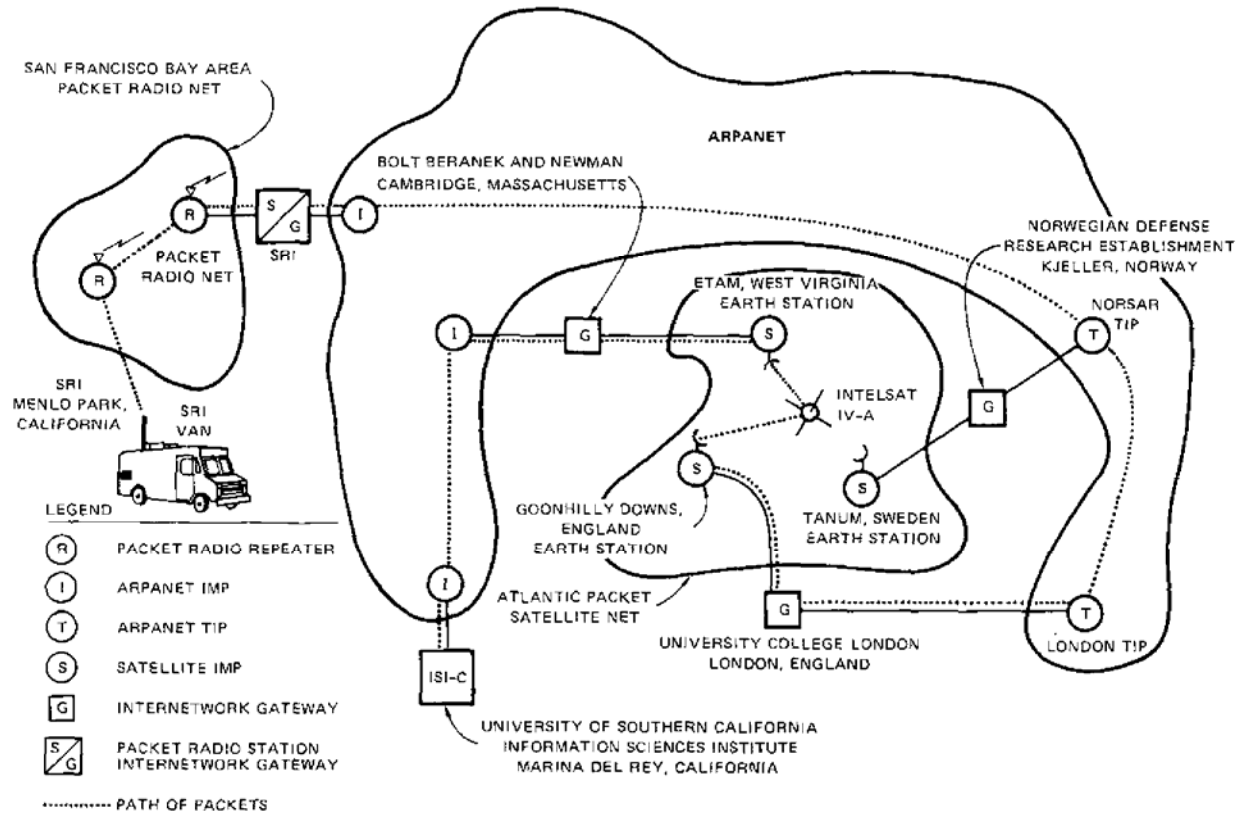 SAN FRANCISCO BAY AREA
PACKET RADIO NET
ARPANET
BOLT BERANEK AND NEWMAN
CAMBRIDGE, MASSACHUSETTS
R
S
G
I
PACKET
RADIO NET
SRI
R
NORWEGIAN DEFENSE
RESEARCH ESTABLISHMENT
KJELLER, NORWAY
ETAM, WEST VIRGINIA
EARTH STATION
NORSAR
TIP
I
G
S
T
SRI
MENLO PARK,
CALIFORNIA
SRI
VAN
INTELSAT
IV-A
G
S
S
GOONHILLY DOWNS,
ENGLAND
EARTH STATION
TANUM, SWEDEN
EARTH STATION
LEGEND
R PACKET RADIO REPEATER
I ARPANET IMP
T ARPANET TIP
S SATELLITE IMP
G INTERNETWORK GATEWAY
S
G
PACKET RADIO STATION
INTERNETWORK GATEWAY
PATH OF PACKETS
I
ATLANTIC PACKET
SATELLITE NET
G
T
UNIVERSITY COLLEGE LONDON
LONDON, ENGLAND
LONDON TIP
ISI-C
UNIVERSITY OF SOUTHERN CALIFORNIA
INFORMATION SCIENCES INSTITUTE
MARINA DEL REY, CALIFORNIA